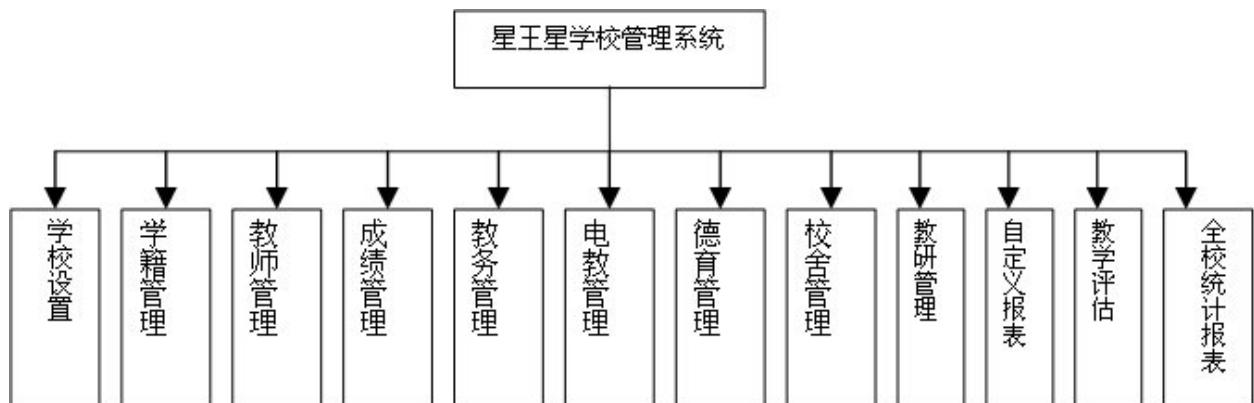 星王星学校管理系统
学校设置
学籍管理
教师管理
成绩管理
教务管理
电教管理
德育管理
校舍管理
教研管理
自定义报表
教学评估
全校统计报表